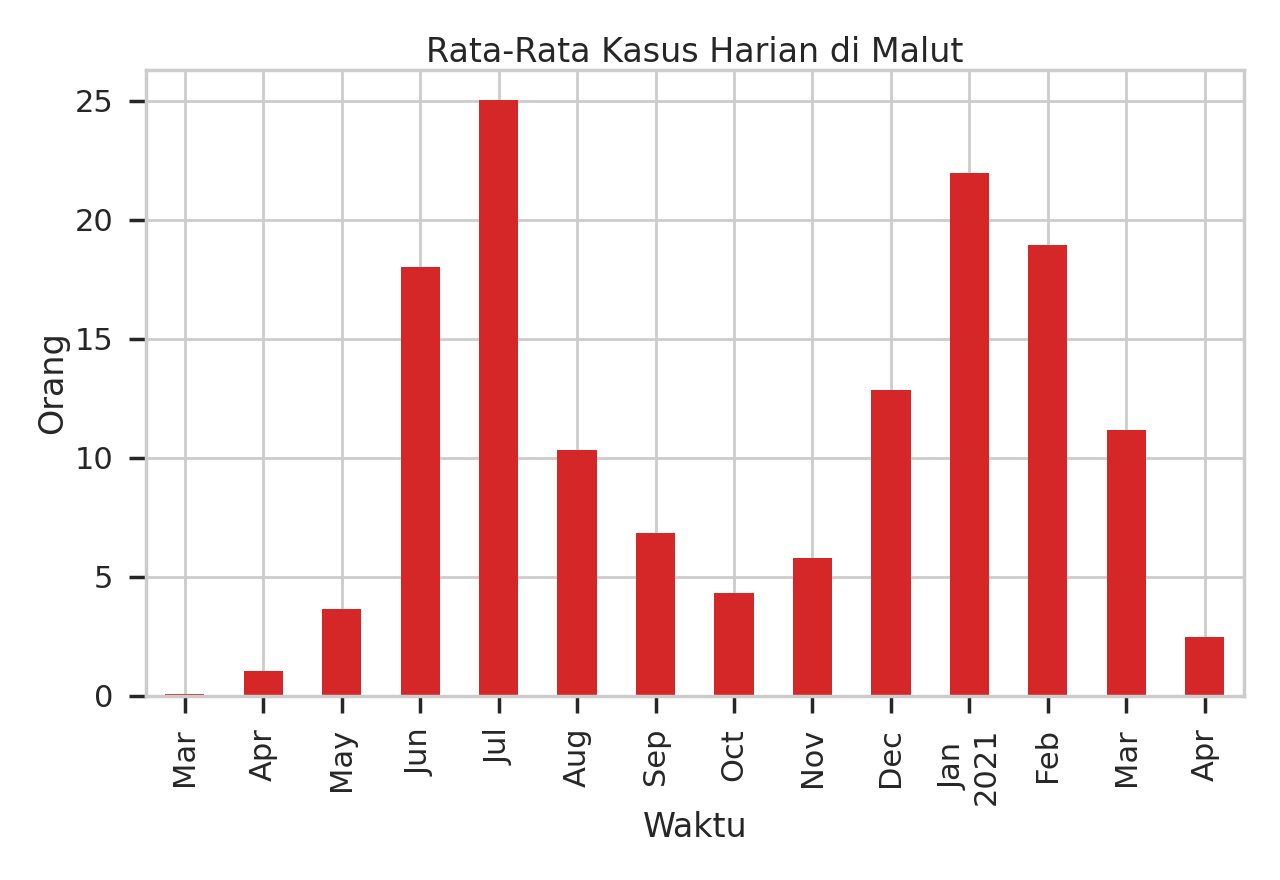 Rata-Rata Kasus Harian di Malut
Orang
25
20
15
10
5
0
Mar
Apr
May
Jun
Jul
Aug
Sep
Oct
Nov
Dec
Jan
2021
Feb
Mar
Apr
Waktu